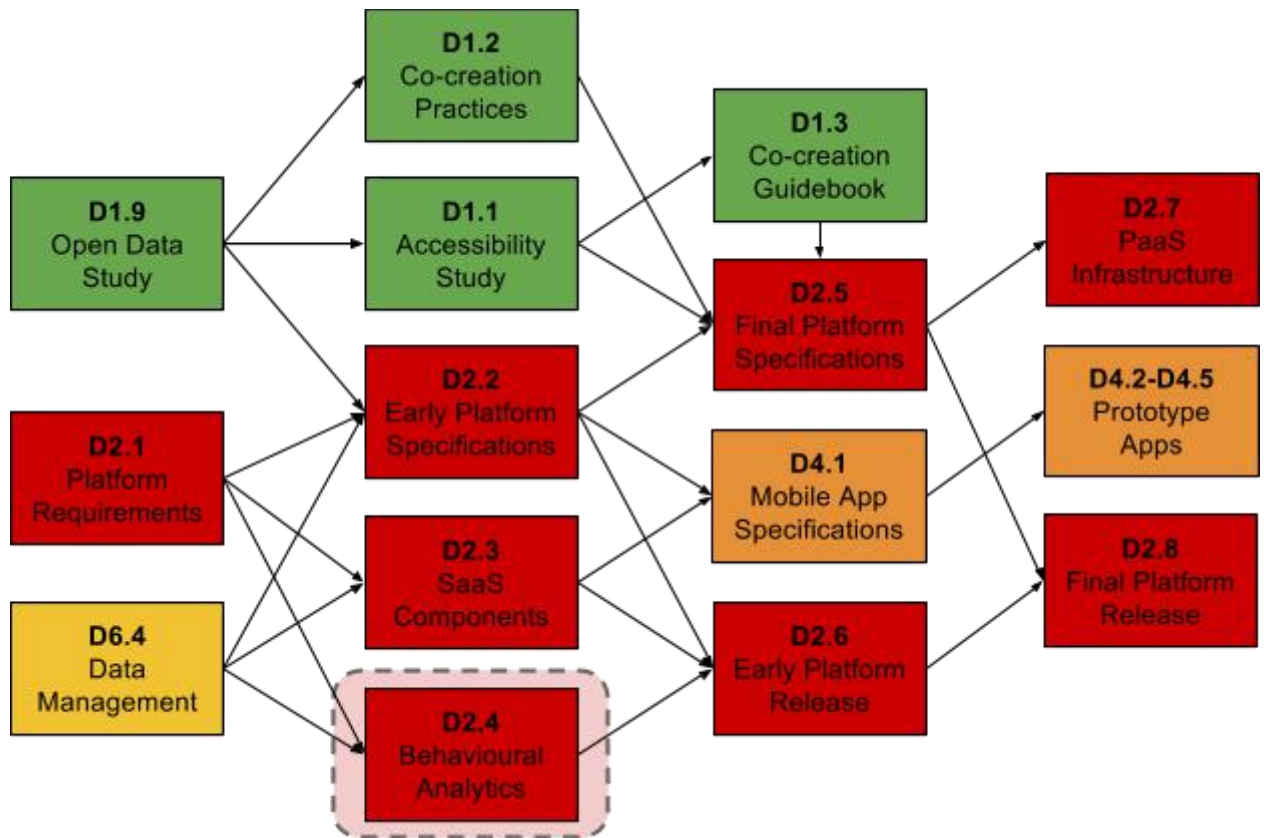 D1.2
Co-creation
Practices
D1.3
Co-creation
Guidebook
D1.9
Open Data
Study
D1.1
Accessibility
Study
D2.7
PaaS
Infrastructure
D2.5
Final Platform
Specifications
D2.2
Early Platform
Specifications
D4.2-D4.5
Prototype
Apps
D2.1
Platform
Requirements
D4.1
Mobile App
Specifications
D2.3
SaaS
Components
D2.8
Final Platform
Release
D6.4
Data
Management
D2.6
Early Platform
Release
D2.4
Behavioural
Analytics